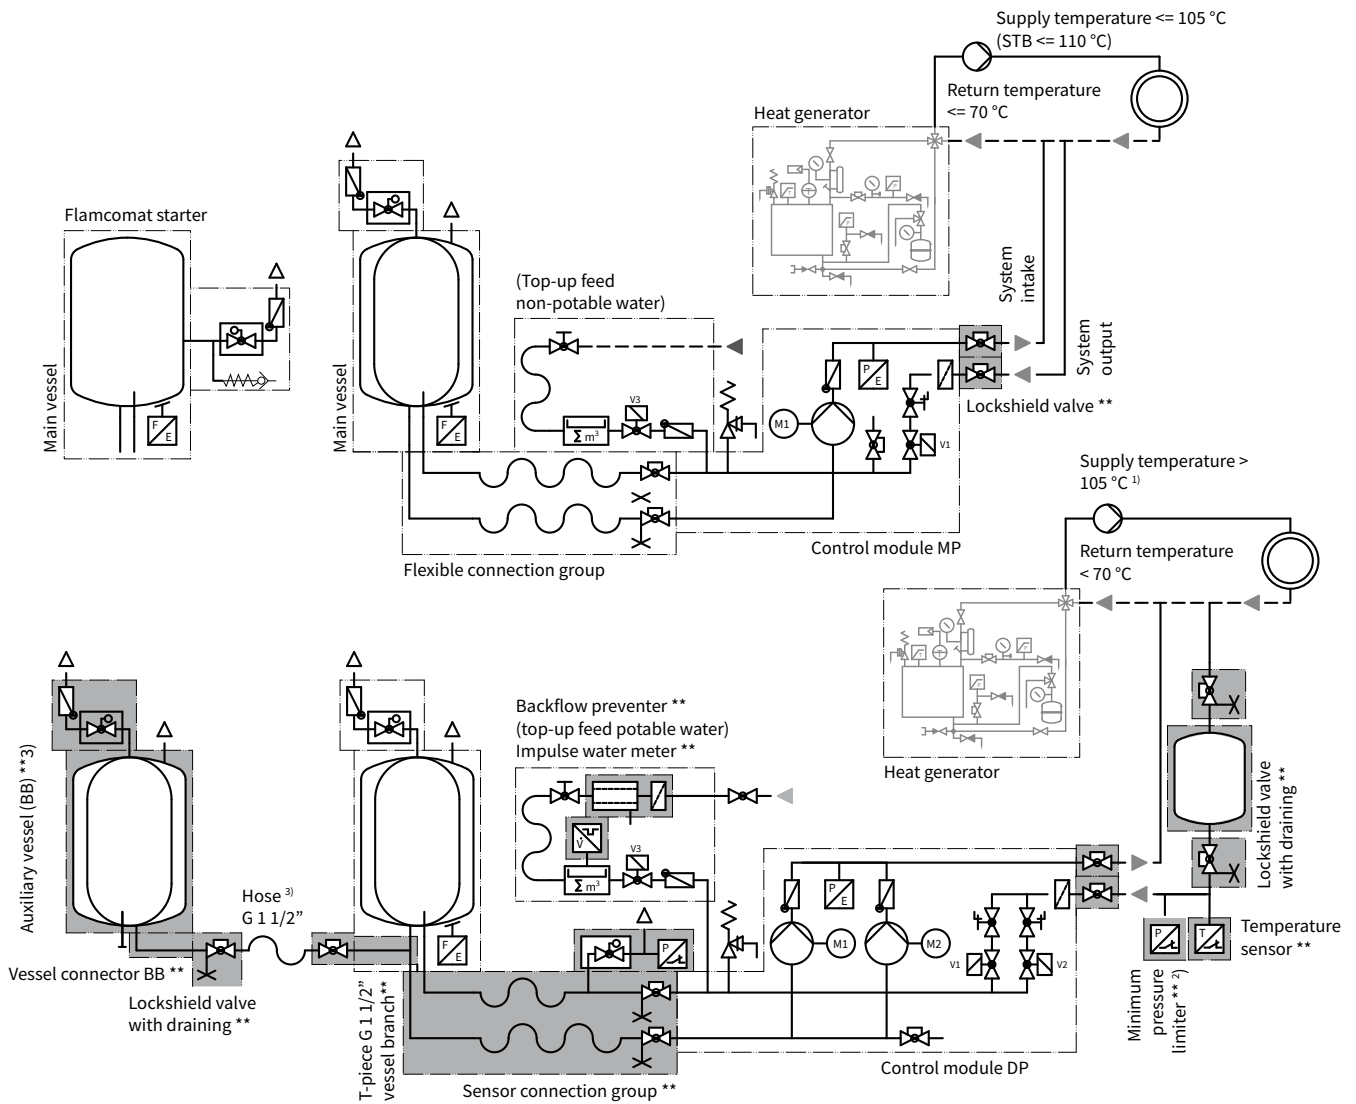 Supply temperature <= 105 °C
(STB <= 110 °C)
Return temperature
<= 70 °C
Heat generator
Flamcomat starter
System
intake
System
output
(Top-up feed
non-potable water)
Main vessel
F
E
Main vessel
F
E
V3
Σ m³
M1
P
E
V1
Lockshield valve **
Control module MP
Flexible connection group
Supply temperature >
105 °C ¹⁾
Return temperature
< 70 °C
Heat generator
Backflow preventer **
(top-up feed potable water)
Impulse water meter **
V̇
V3
Σ m³
Auxiliary vessel (BB) **3)
Hose ³⁾
G 1 1/2”
Vessel connector BB **
Lockshield valve
with draining **
T-piece G 1 1/2”
vessel branch**
F
E
P
Sensor connection group **
P
E
M1
M2
V1
V2
Control module DP
Lockshield valve
with draining **
P
T
Temperature
sensor **
Minimum
pressure
limiter ** ²⁾